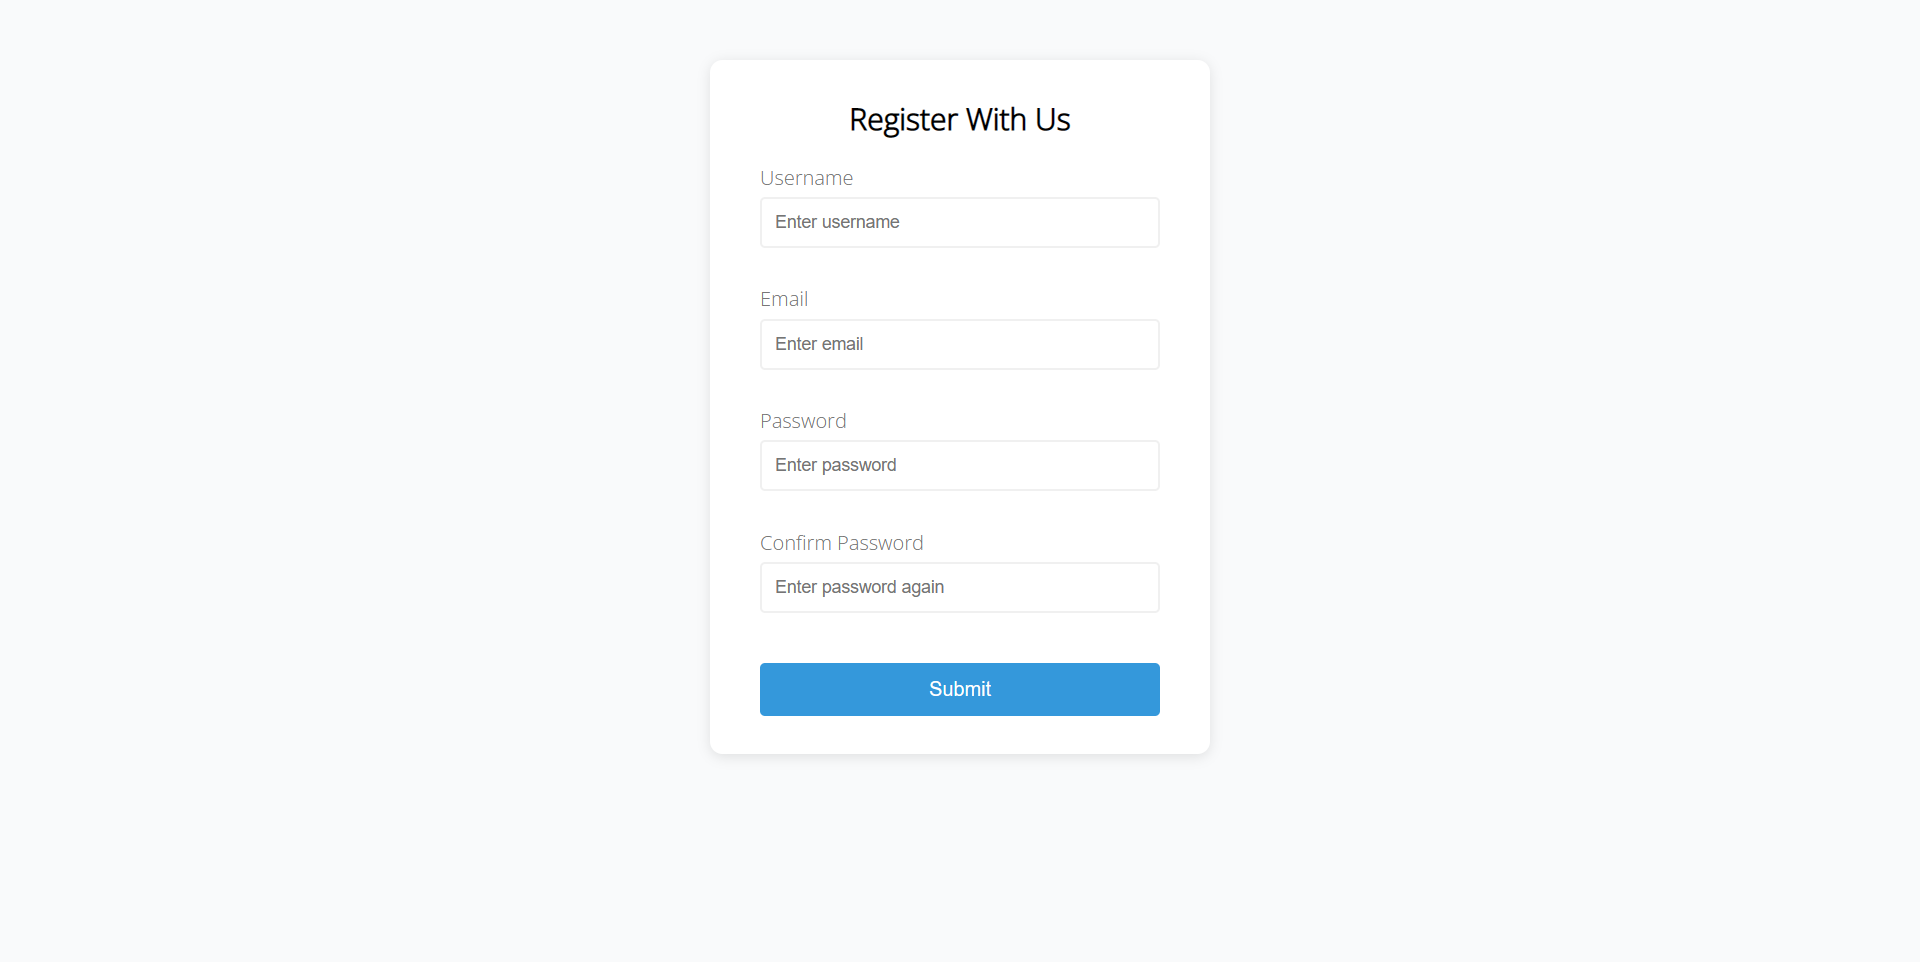 Register With Us
Username
Enter username
Email
Enter email
Password
Enter password
Confirm Password
Enter password again
Submit